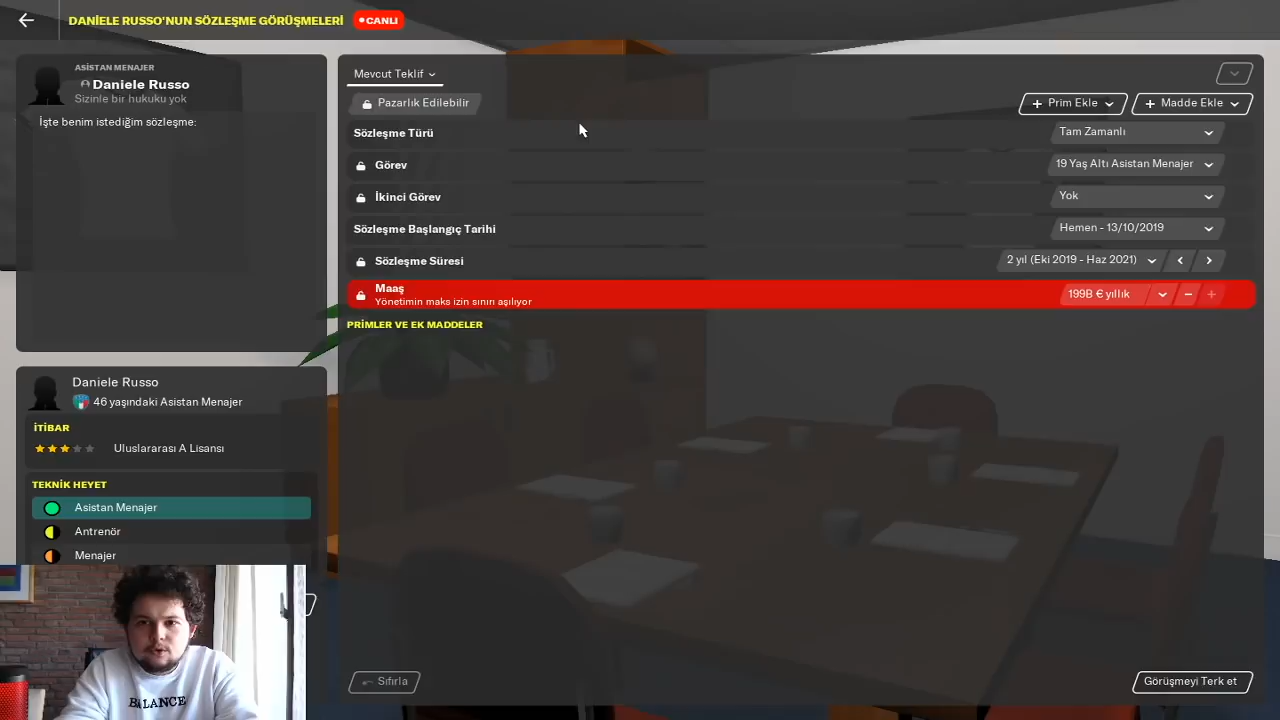 DANİELE RUSSO'NUN SÖZLEŞME GÖRÜŞMELERİ
CANLI
ASİSTAN MENAJER
Daniele Russo
Sizinle bir hukuku yok
İşte benim istediğim sözleşme:
Mevcut Teklif
Pazarlık Edilebilir
+ Prim Ekle
+ Madde Ekle
Sözleşme Türü
Tam Zamanlı
Görev
19 Yaş Altı Asistan Menajer
İkinci Görev
Yok
Sözleşme Başlangıç Tarihi
Hemen - 13/10/2019
Sözleşme Süresi
2 yıl (Eki 2019 - Haz 2021)
Maaş
Yönetimin maks izin sınırı aşılıyor
199B € yıllık
PRİMLER VE EK MADDELER
Daniele Russo
46 yaşındaki Asistan Menajer
İTİBAR
Uluslararası A Lisansı
TEKNİK HEYET
Asistan Menajer
Antrenör
Menajer
BALANCE
Sıfırla
Görüşmeyi Terk et